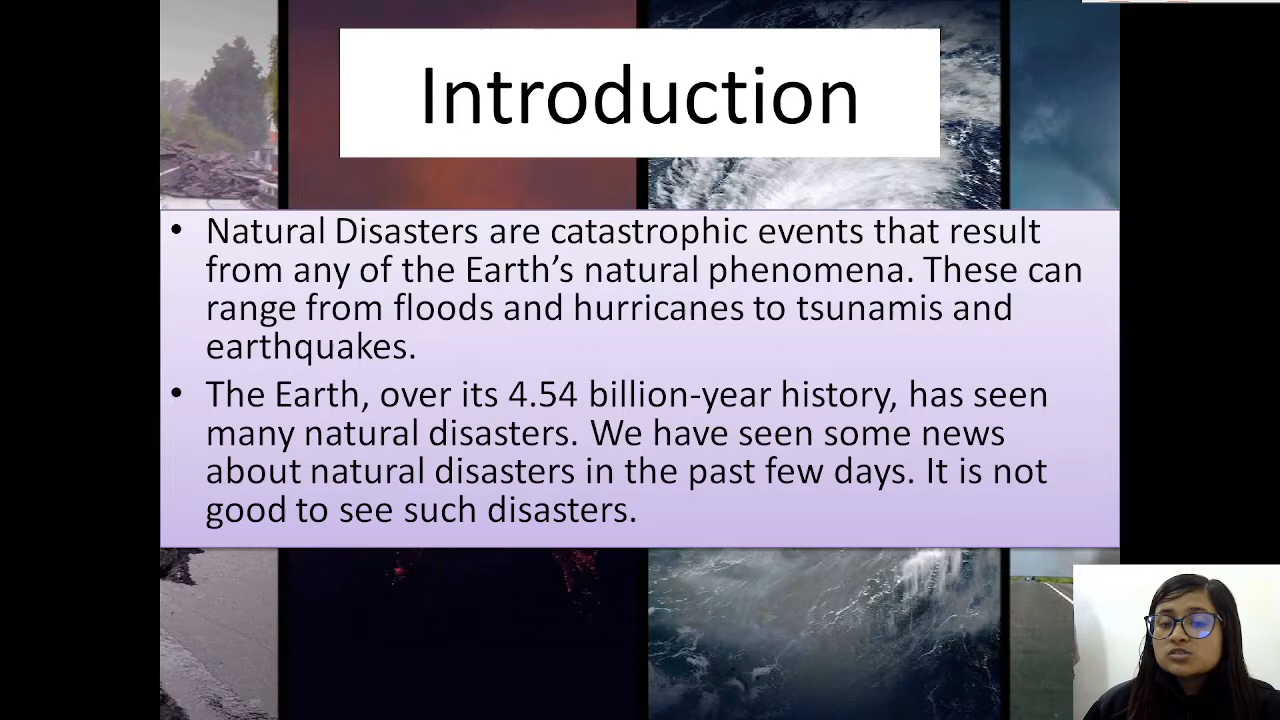 Introduction
• Natural Disasters are catastrophic events that result
from any of the Earth’s natural phenomena. These can
range from floods and hurricanes to tsunamis and
earthquakes.
• The Earth, over its 4.54 billion-year history, has seen
many natural disasters. We have seen some news
about natural disasters in the past few days. It is not
good to see such disasters.